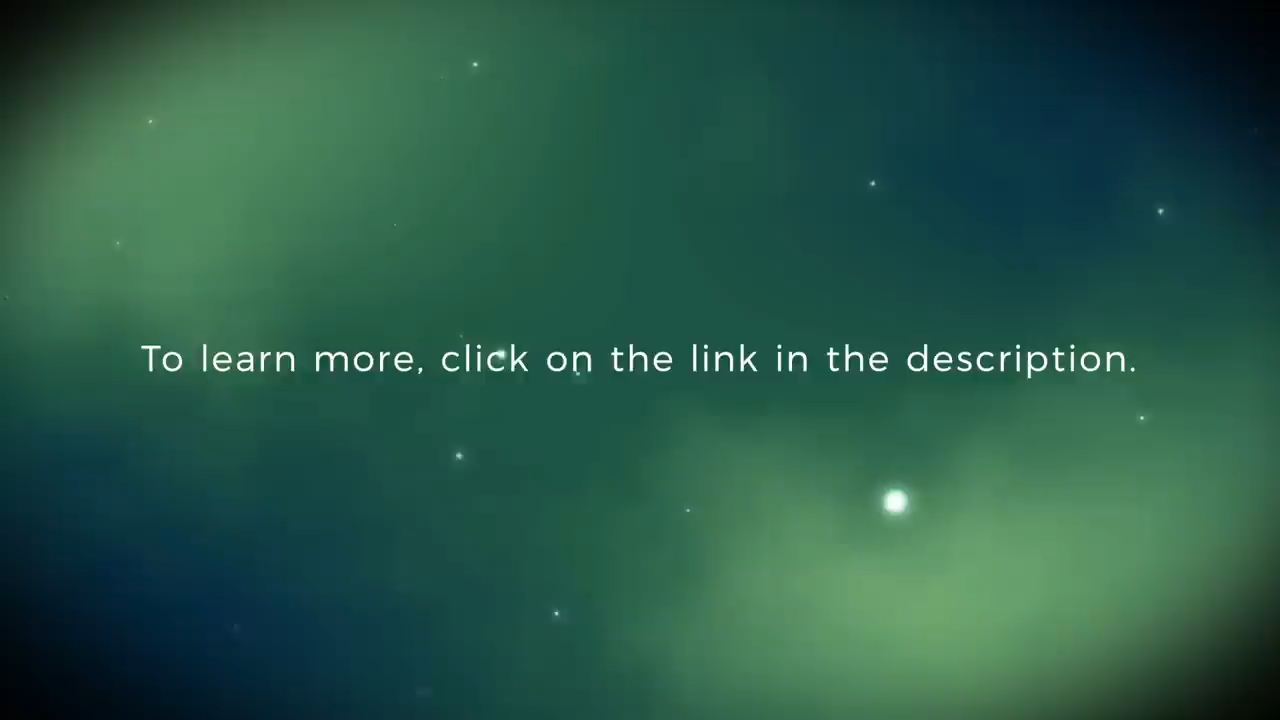 To learn more, click on the link in the description.